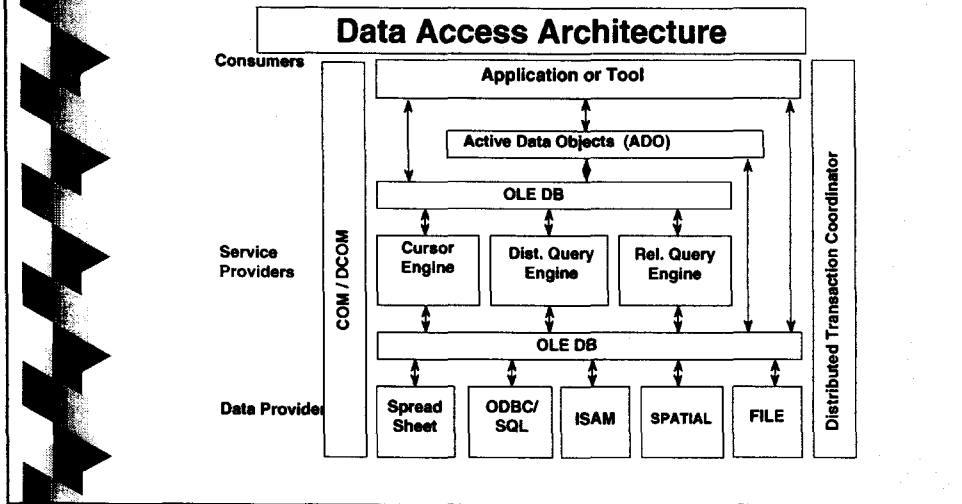 Data Access Architecture
Consumers
Application or Tool
Active Data Objects (ADO)
OLE DB
Service
Providers
Cursor
Engine
Dist. Query
Engine
Rel. Query
Engine
OLE DB
Data Provider
Spread
Sheet
ODBC/
SQL
ISAM
SPATIAL
FILE
COM / DCOM
Distributed Transaction Coordinator